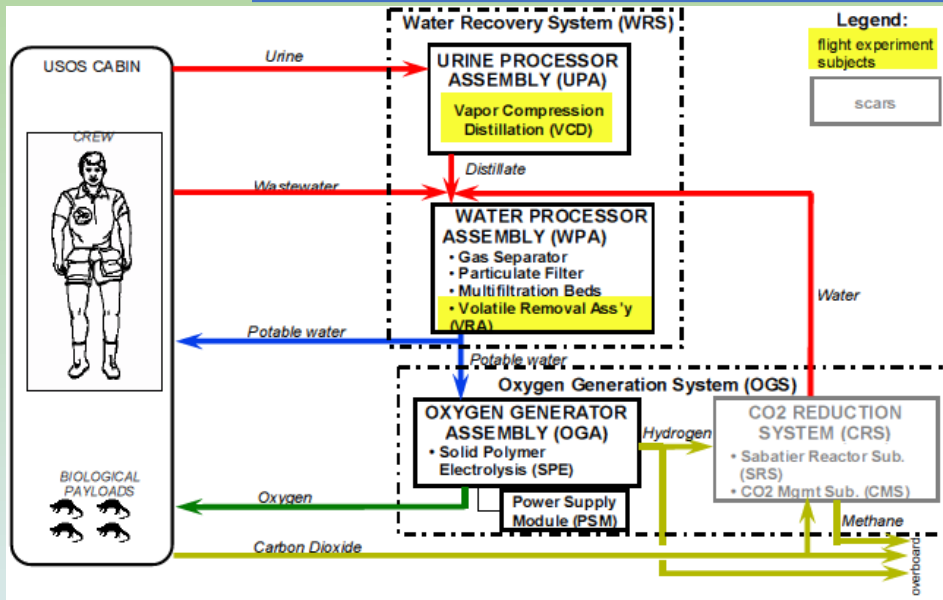 Water Recovery System (WRS)
Legend:
flight experiment
subjects
scars
USOS CABIN
Urine
URINE PROCESSOR
ASSEMBLY (UPA)
Vapor Compression
Distillation (VCD)
CREW
Distillate
Wastewater
WATER PROCESSOR
ASSEMBLY (WPA)
• Gas Separator
• Particulate Filter
• Multifiltration Beds
• Volatile Removal Ass'y
(VRA)
Water
Potable water
Potable water
Oxygen Generation System (OGS)
OXYGEN GENERATOR
ASSEMBLY (OGA)
• Solid Polymer
Electrolysis (SPE)
Hydrogen
CO2 REDUCTION
SYSTEM (CRS)
• Sabatier Reactor Sub.
(SRS)
• CO2 Mgmt Sub. (CMS)
BIOLOGICAL
PAYLOADS
Oxygen
Power Supply
Module (PSM)
Methane
Carbon Dioxide
overboard